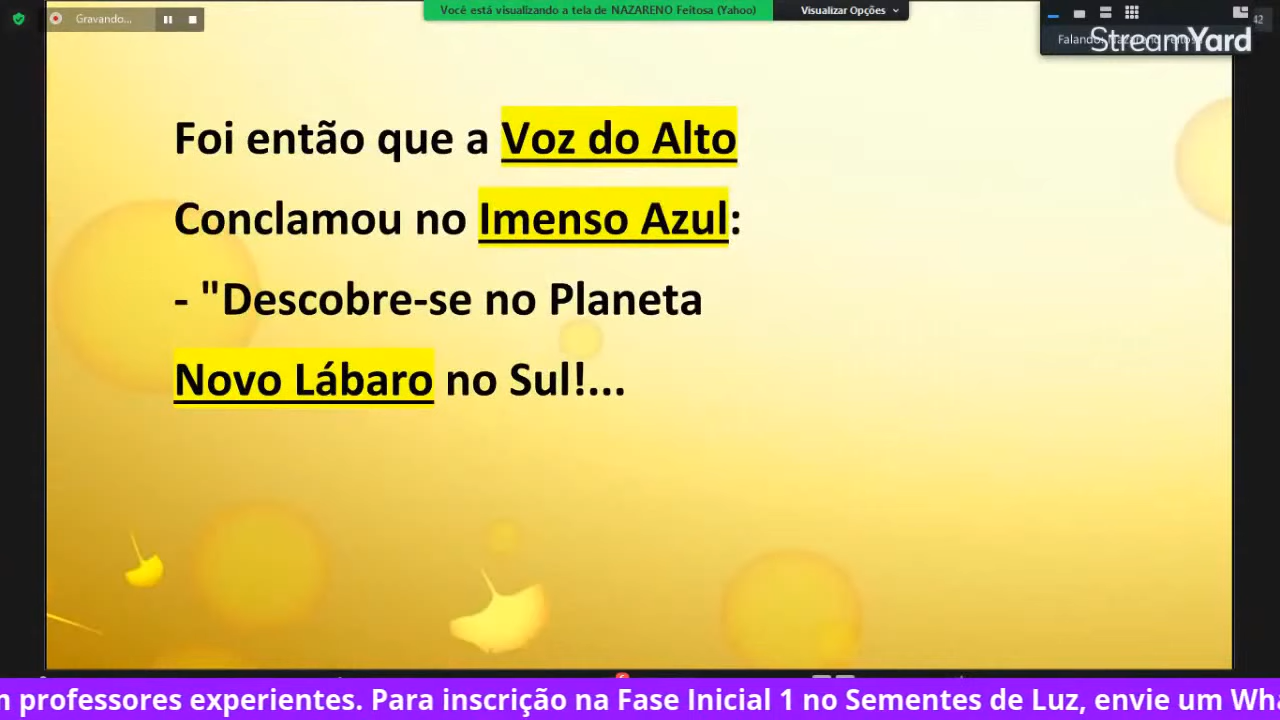 Gravando...
Você está visualizando a tela de NAZARENO Feitosa (Yahoo)
Visualizar Opções
42
StreamYard
Foi então que a Voz do Alto
Conclamou no Imenso Azul:
- "Descobre-se no Planeta
Novo Lábaro no Sul!...
professores experientes. Para inscrição na Fase Inicial 1 no Sementes de Luz, envie um